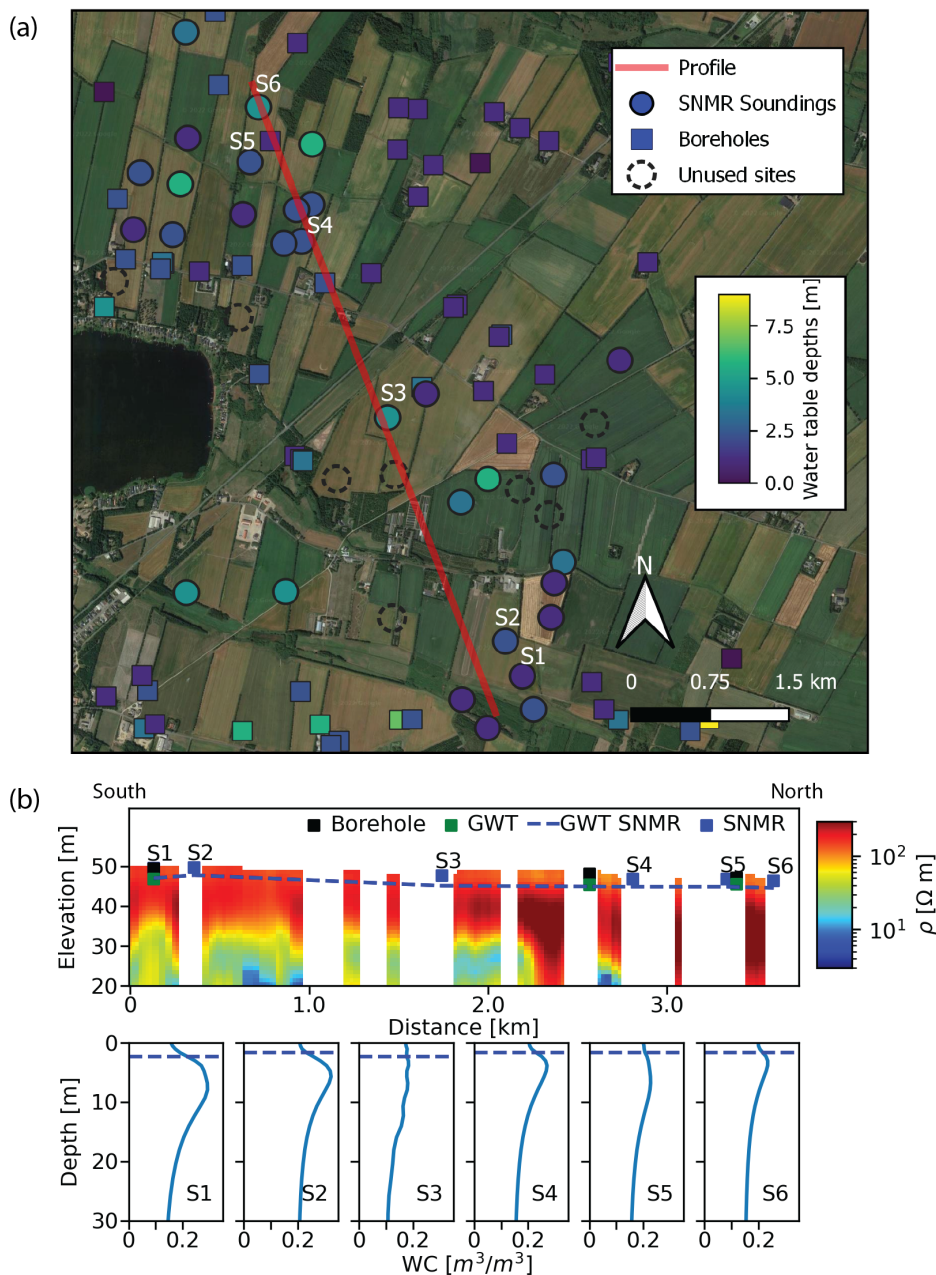 (a)
S6
S5
S4
S3
S2
S1
Profile
SNMR Soundings
Boreholes
Unused sites
Water table depths [m]
7.5
5.0
2.5
0.0
N
0 0.75 1.5 km
(b)
South North
Borehole GWT GWT SNMR SNMR
S1 S2 S3 S4 S5 S6
Elevation [m]
50
40
30
20
0 1.0 2.0 3.0
Distance [km]
10²
10¹
ρ [Ω m]
Depth [m]
0
10
20
30
S1 S2 S3 S4 S5 S6
0 0.2 0 0.2 0 0.2 0 0.2 0 0.2 0 0.2
WC [m³/m³]